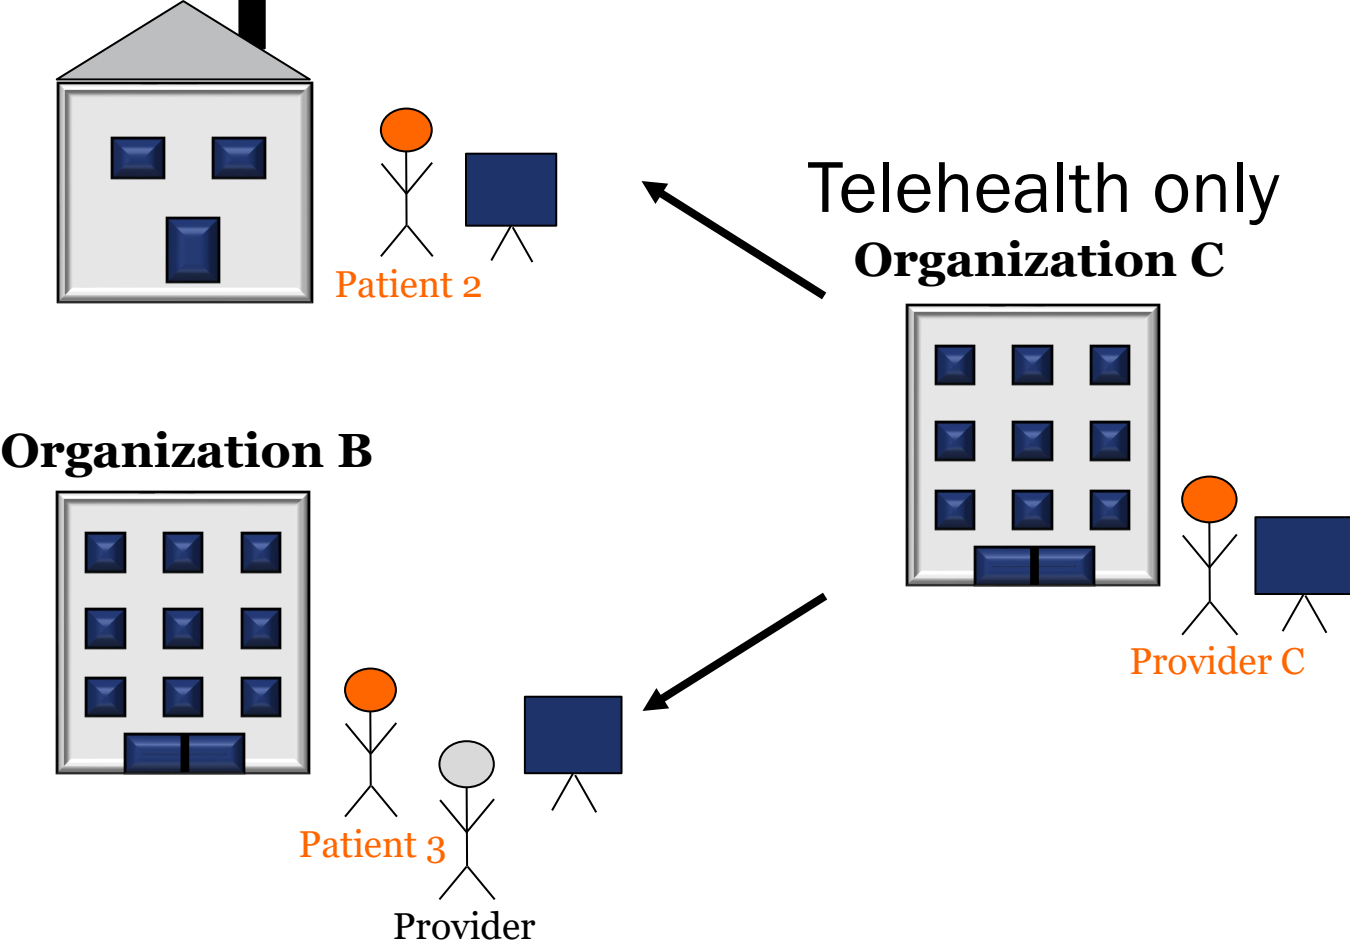 Telehealth only
Organization C
Patient 2
Organization B
Provider C
Patient 3
Provider